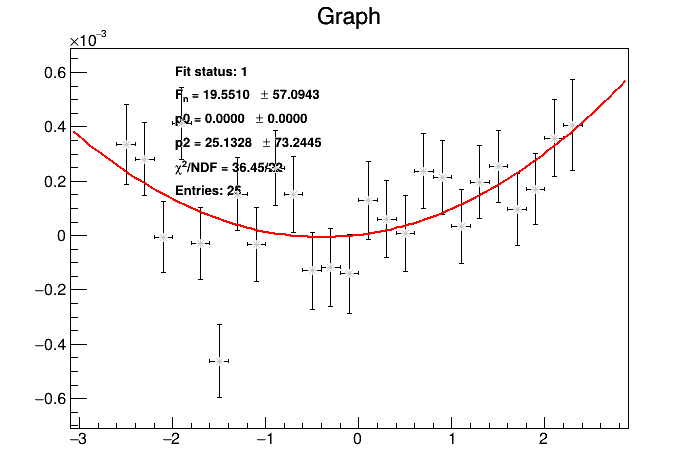 Graph
×10⁻³
Fit status: 1
Fₙ = 19.5510 ± 57.0943
p0 = 0.0000 ± 0.0000
p2 = 25.1328 ± 73.2445
χ²/NDF = 36.45/22
Entries: 25
0.6
0.4
0.2
0
−0.2
−0.4
−0.6
−3 −2 −1 0 1 2